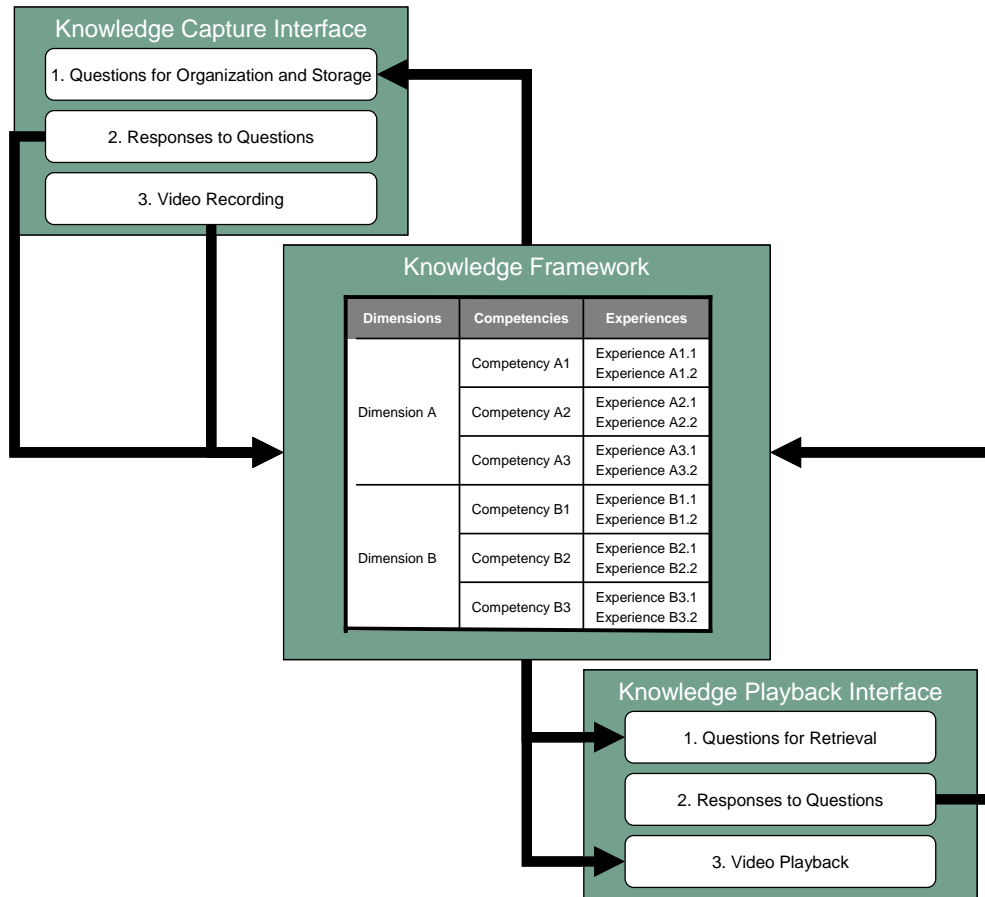 Knowledge Capture Interface
1. Questions for Organization and Storage
2. Responses to Questions
3. Video Recording
Knowledge Framework
Dimensions Competencies Experiences
Dimension A
Competency A1
Experience A1.1
Experience A1.2
Competency A2
Experience A2.1
Experience A2.2
Competency A3
Experience A3.1
Experience A3.2
Dimension B
Competency B1
Experience B1.1
Experience B1.2
Competency B2
Experience B2.1
Experience B2.2
Competency B3
Experience B3.1
Experience B3.2
Knowledge Playback Interface
1. Questions for Retrieval
2. Responses to Questions
3. Video Playback